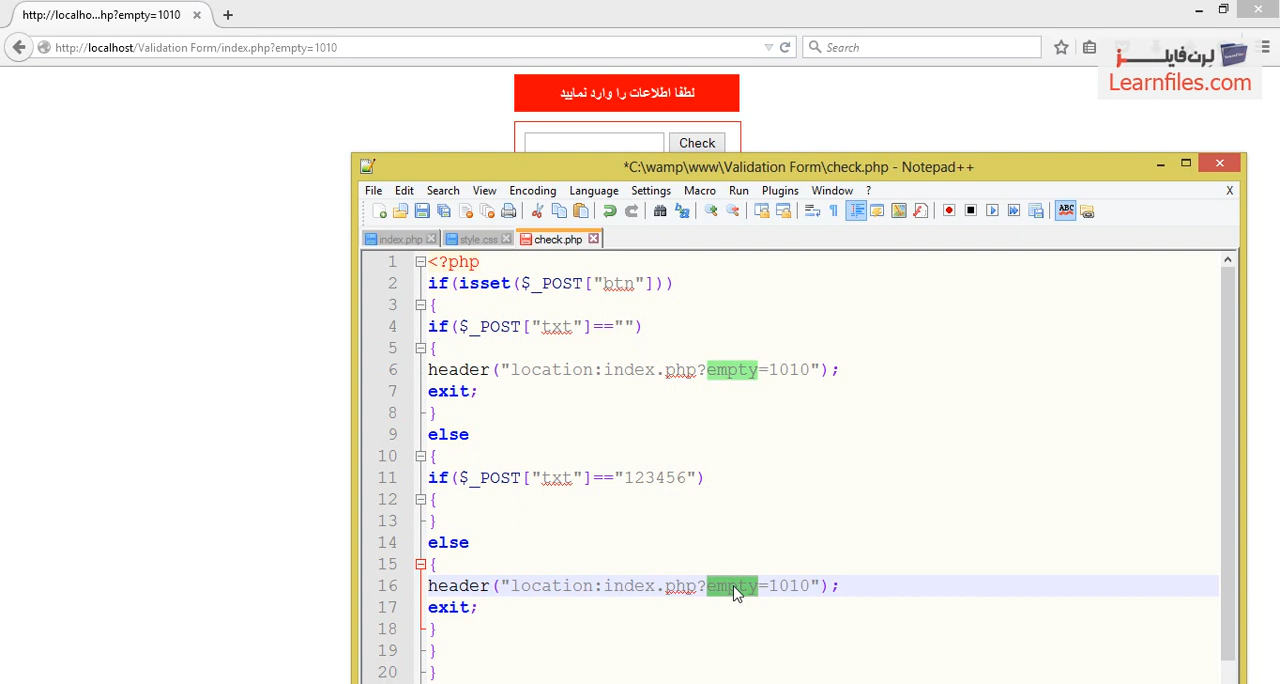 http://localho...hp?empty=1010
http://localhost/Validation Form/index.php?empty=1010
Search
لرن فایلز
Learnfiles.com
لطفا اطلاعات را وارد نمایید
Check
*C:\wamp\www\Validation Form\check.php - Notepad++
File Edit Search View Encoding Language Settings Macro Run Plugins Window ? X
index.php style.css check.php
1 <?php
2 if(isset($_POST["btn"]))
3 {
4 if($_POST["txt"]=="")
5 {
6 header("location:index.php?empty=1010");
7 exit;
8 }
9 else
10 {
11 if($_POST["txt"]=="123456")
12 {
13 }
14 else
15 {
16 header("location:index.php?empty=1010");
17 exit;
18 }
19 }
20 }